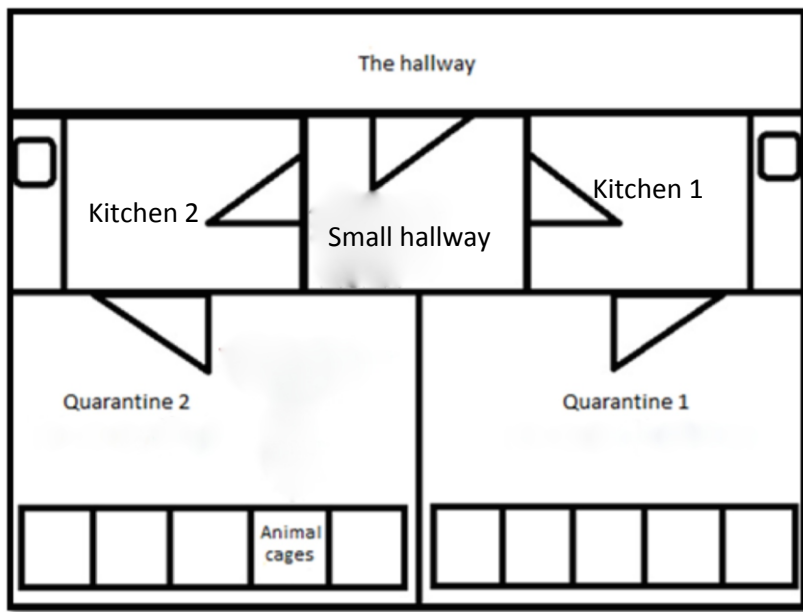 The hallway
Kitchen 2
Small hallway
Kitchen 1
Quarantine 2
Quarantine 1
Animal
cages